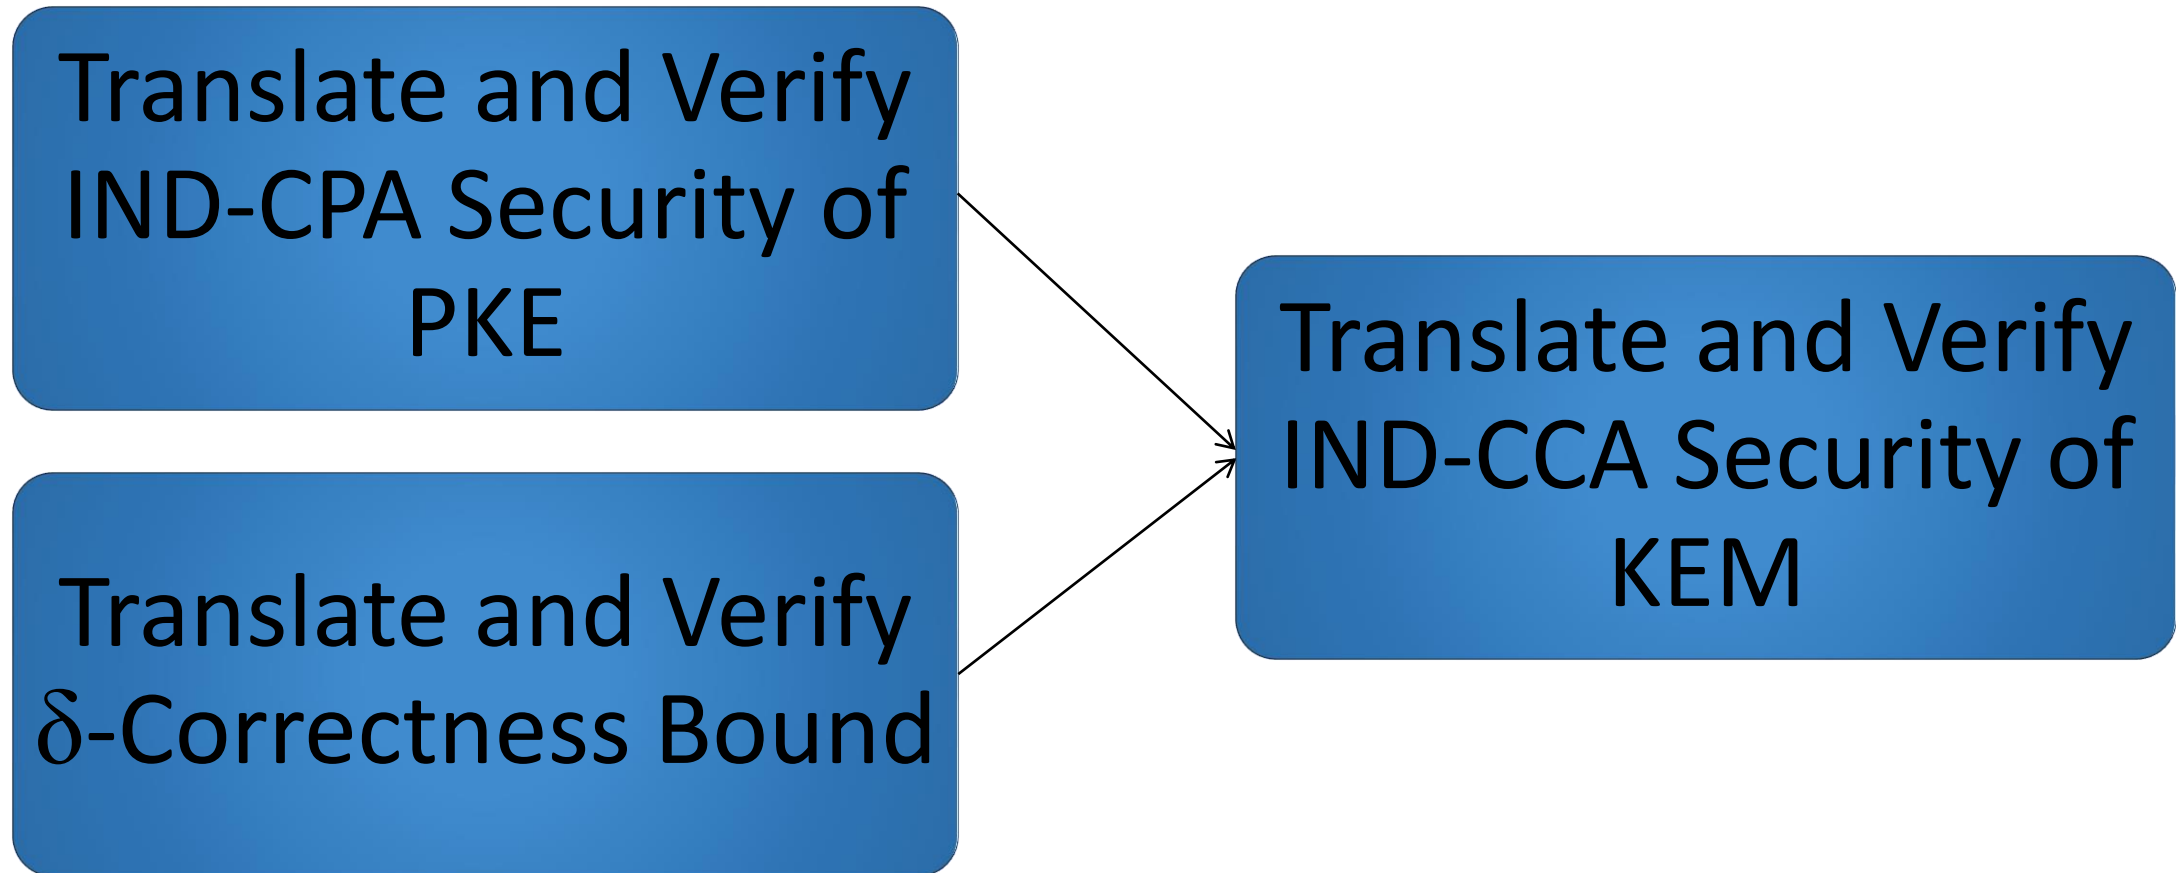 Translate and Verify
IND-CPA Security of
PKE
Translate and Verify
δ-Correctness Bound
Translate and Verify
IND-CCA Security of
KEM